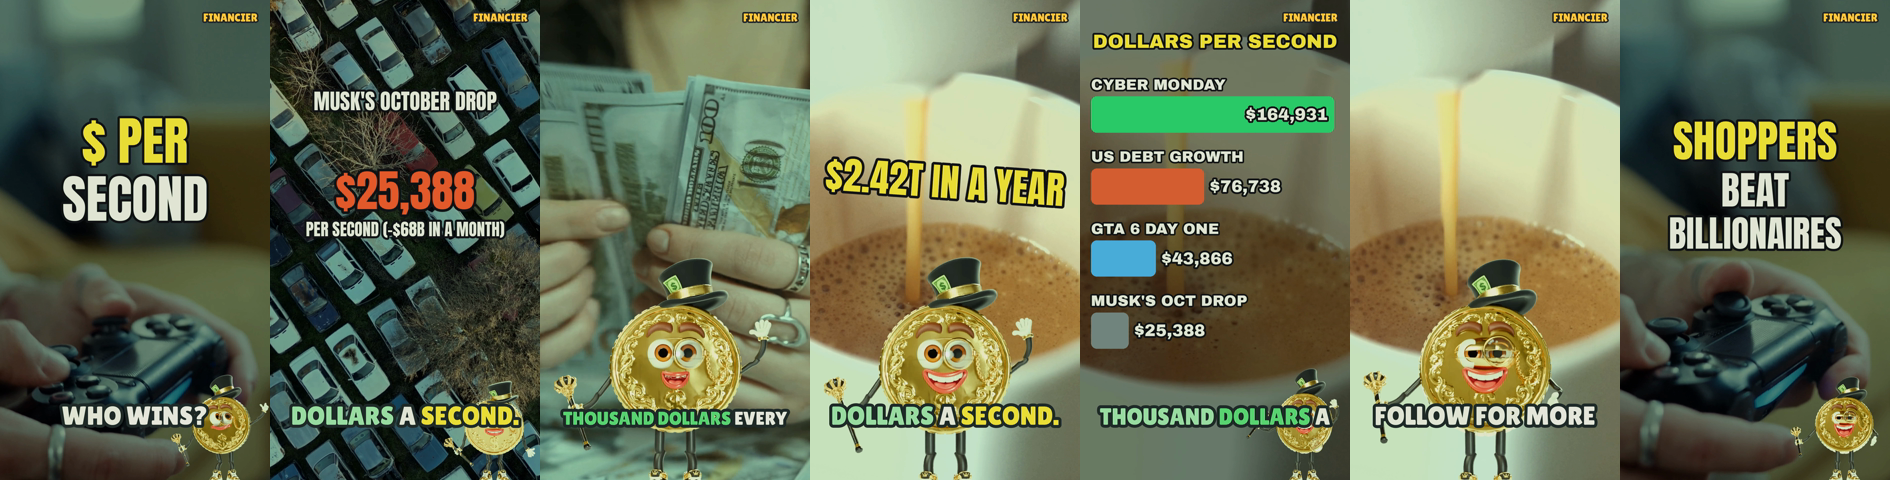 FINANCIER
$ PER
SECOND
WHO WINS?
FINANCIER
MUSK'S OCTOBER DROP
$25,388
PER SECOND (-$68B IN A MONTH)
DOLLARS A SECOND.
FINANCIER
THOUSAND DOLLARS EVERY
FINANCIER
$2.42T IN A YEAR
DOLLARS A SECOND.
FINANCIER
DOLLARS PER SECOND
CYBER MONDAY
$164,931
US DEBT GROWTH
$76,738
GTA 6 DAY ONE
$43,866
MUSK'S OCT DROP
$25,388
THOUSAND DOLLARS A
FINANCIER
FOLLOW FOR MORE
FINANCIER
SHOPPERS
BEAT
BILLIONAIRES